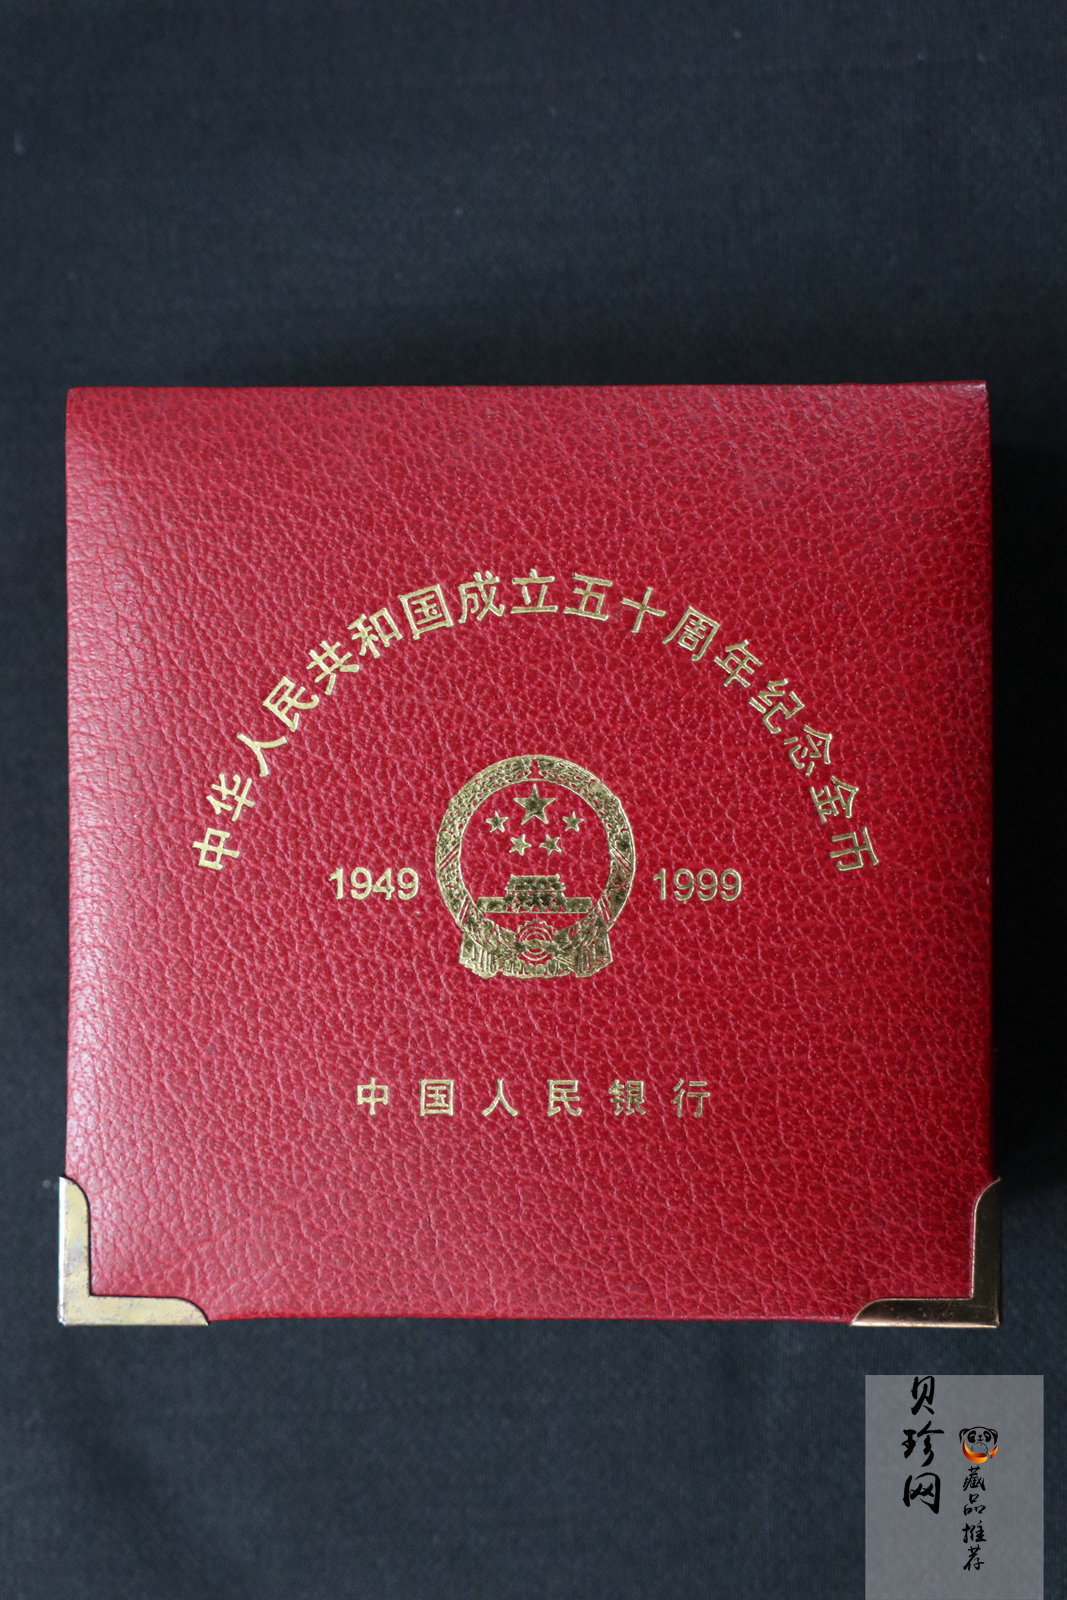 中华人民共和国成立五十周年纪念金币
1949 1999
中国人民银行
贝珍网
藏品推荐